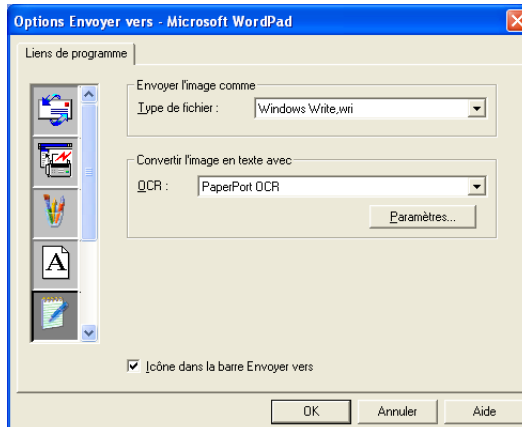 Options Envoyer vers - Microsoft WordPad
Liens de programme
Envoyer l'image comme
Type de fichier : Windows Write,wri
Convertir l'image en texte avec
OCR : PaperPort OCR
Paramètres...
A
Icône dans la barre Envoyer vers
OK Annuler Aide